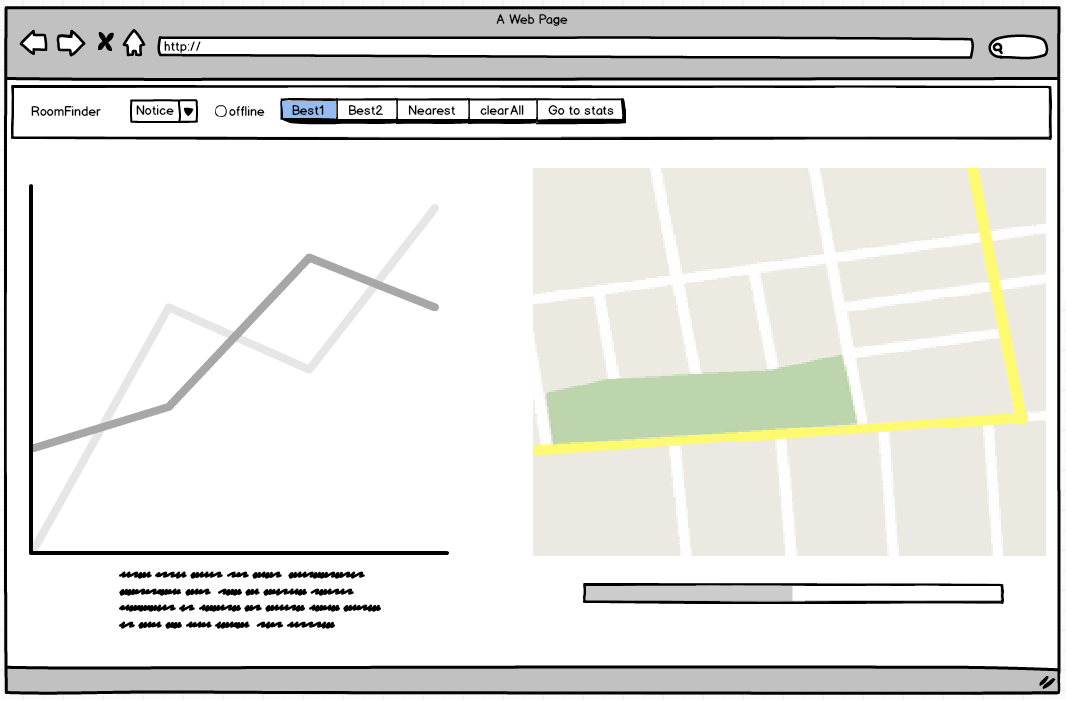 A Web Page
http://
RoomFinder Notice offline Best1 Best2 Nearest clearAll Go to stats